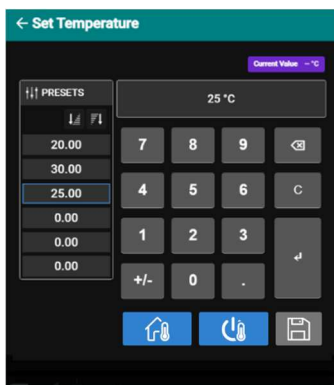 ← Set Temperature
Current Value -- °C
PRESETS
25 °C
20.00
30.00
25.00
0.00
0.00
0.00
7 8 9
4 5 6 C
1 2 3
+/- 0 .